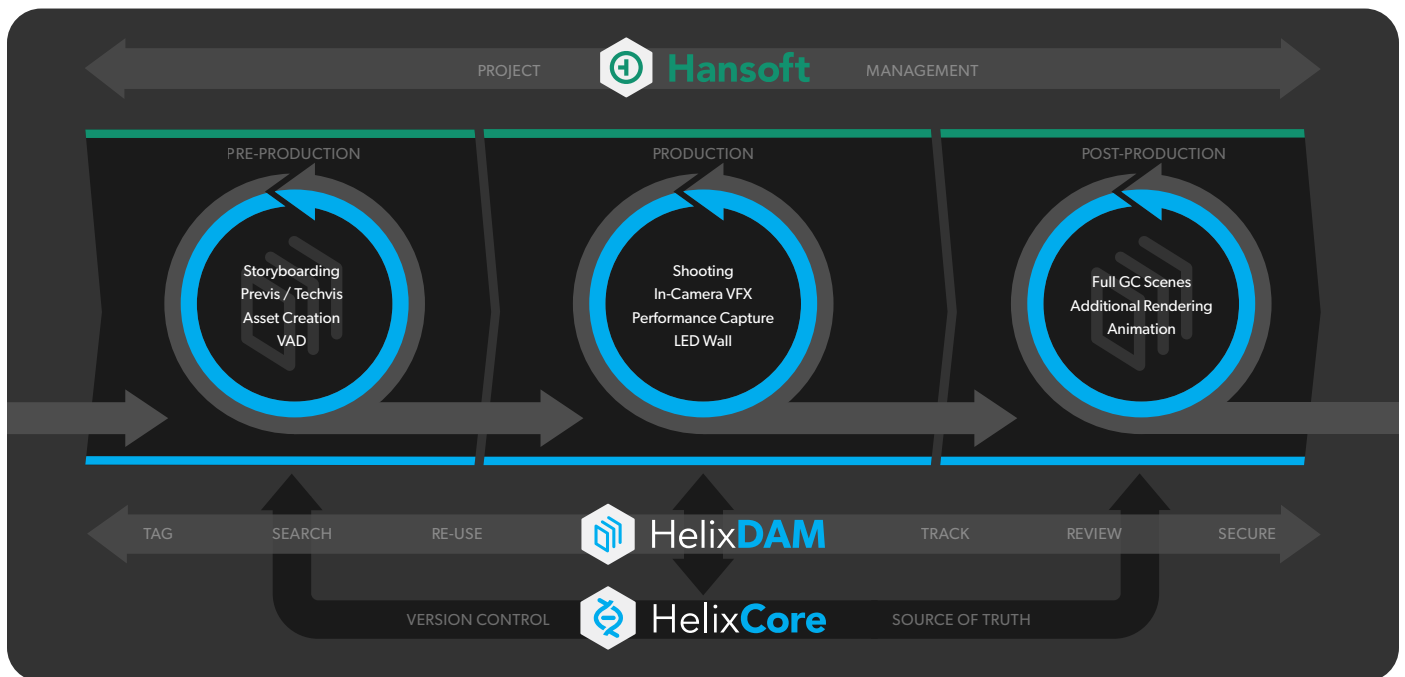 PROJECT Hansoft MANAGEMENT
PRE-PRODUCTION
Storyboarding
Previs / Techvis
Asset Creation
VAD
PRODUCTION
Shooting
In-Camera VFX
Performance Capture
LED Wall
POST-PRODUCTION
Full GC Scenes
Additional Rendering
Animation
TAG SEARCH RE-USE HelixDAM TRACK REVIEW SECURE
VERSION CONTROL HelixCore SOURCE OF TRUTH